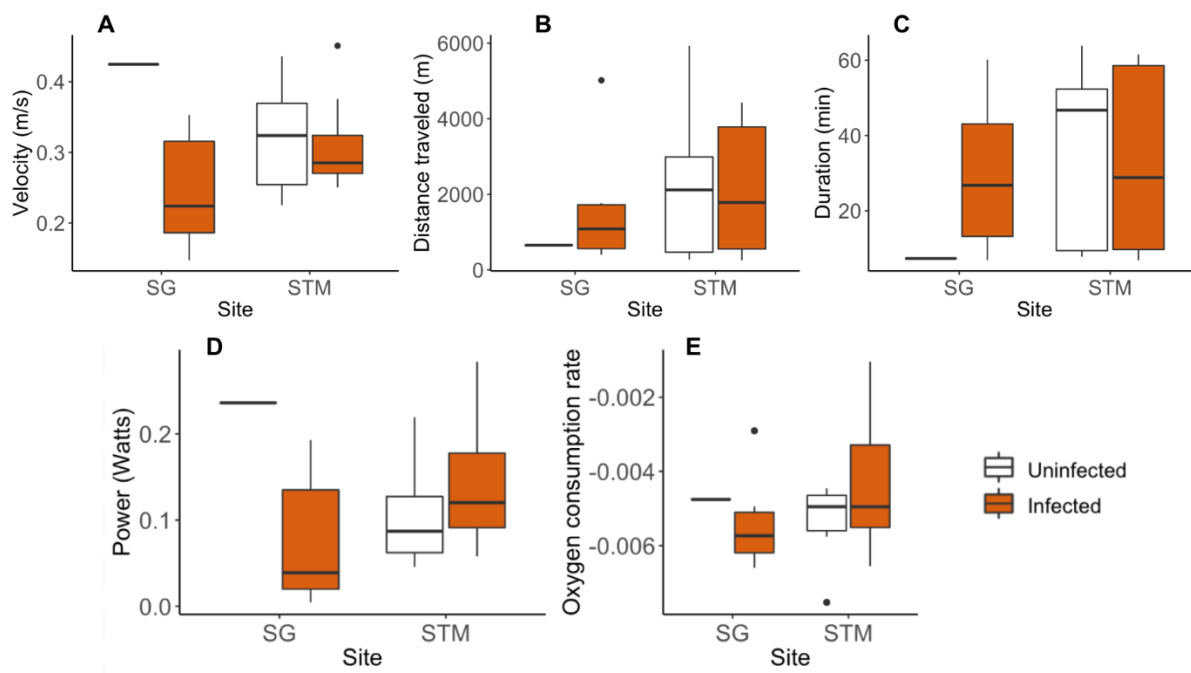 A
Velocity (m/s)
0.4
0.3
0.2
SG
STM
Site
B
Distance traveled (m)
6000
4000
2000
0
SG
STM
Site
C
Duration (min)
60
40
20
SG
STM
Site
D
Power (Watts)
0.2
0.1
0.0
SG
STM
Site
E
Oxygen consumption rate
-0.002
-0.004
-0.006
SG
STM
Site
Uninfected
Infected